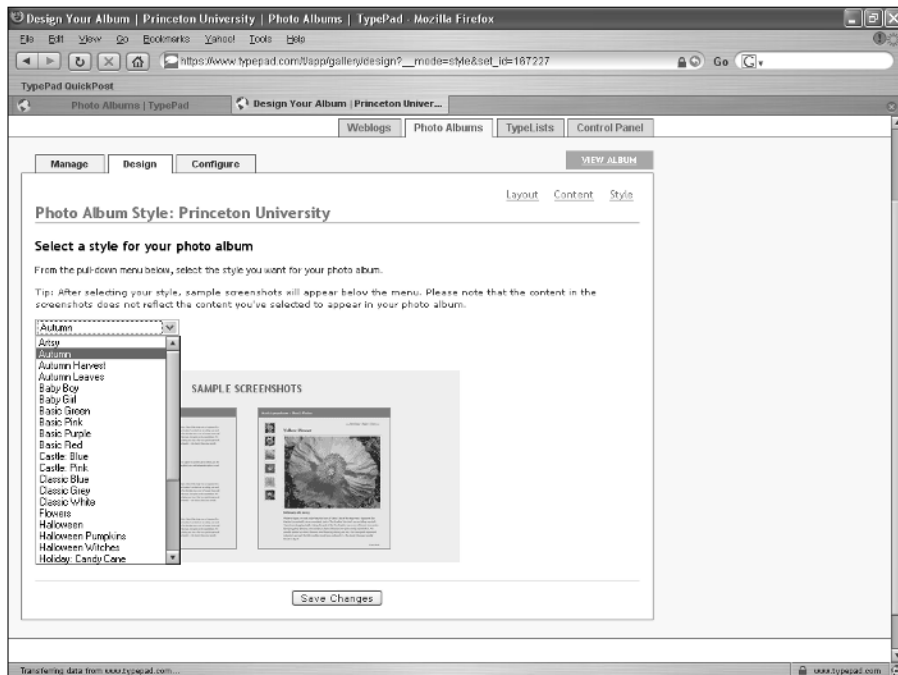 Design Your Album | Princeton University | Photo Albums | TypePad - Mozilla Firefox
File Edit View Go Bookmarks Yahoo! Tools Help
https://www.typepad.com/t/app/gallery/design?__mode=style&set_id=167227
Go
TypePad QuickPost
Photo Albums | TypePad
Design Your Album | Princeton Univer...
Weblogs
Photo Albums
TypeLists
Control Panel
Manage
Design
Configure
VIEW ALBUM
Layout Content Style
Photo Album Style: Princeton University
Select a style for your photo album
From the pull-down menu below, select the style you want for your photo album.
Tip: After selecting your style, sample screenshots will appear below the menu. Please note that the content in the
screenshots does not reflect the content you've selected to appear in your photo album.
Autumn
Artsy
Autumn
Autumn Harvest
Autumn Leaves
Baby Boy
Baby Girl
Basic Green
Basic Pink
Basic Purple
Basic Red
Castle: Blue
Castle: Pink
Classic Blue
Classic Grey
Classic White
Flowers
Halloween
Halloween Pumpkins
Halloween Witches
Holiday: Candy Cane
SAMPLE SCREENSHOTS
Save Changes
Transferring data from www.typepad.com...
www.typepad.com